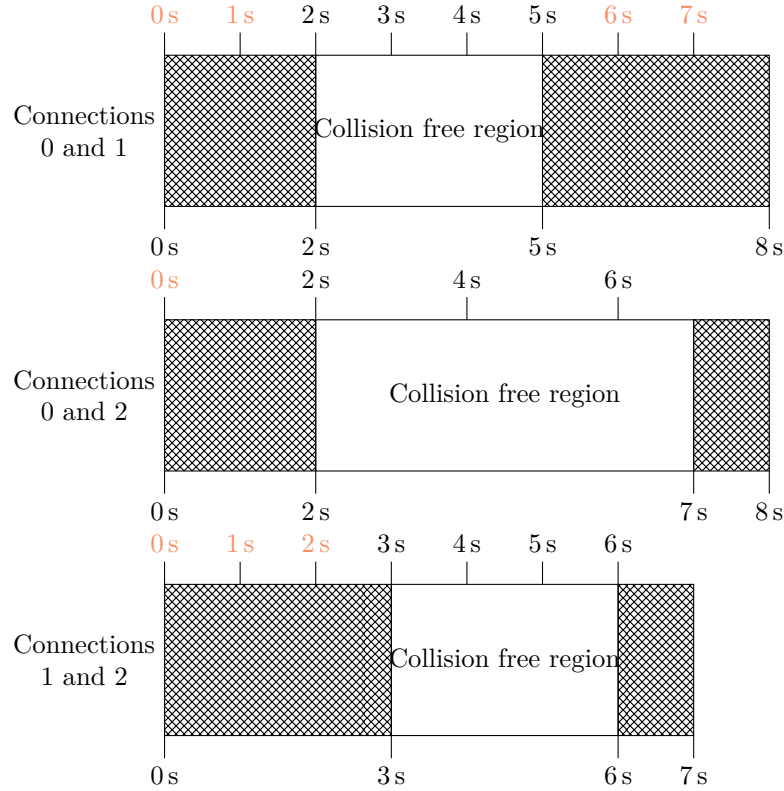 0 s 1 s 2 s 3 s 4 s 5 s 6 s 7 s
Connections
0 and 1
Collision free region
0 s 2 s 5 s 8 s
0 s 2 s 4 s 6 s
Connections
0 and 2
Collision free region
0 s 2 s 7 s 8 s
0 s 1 s 2 s 3 s 4 s 5 s 6 s
Connections
1 and 2
Collision free region
0 s 3 s 6 s 7 s